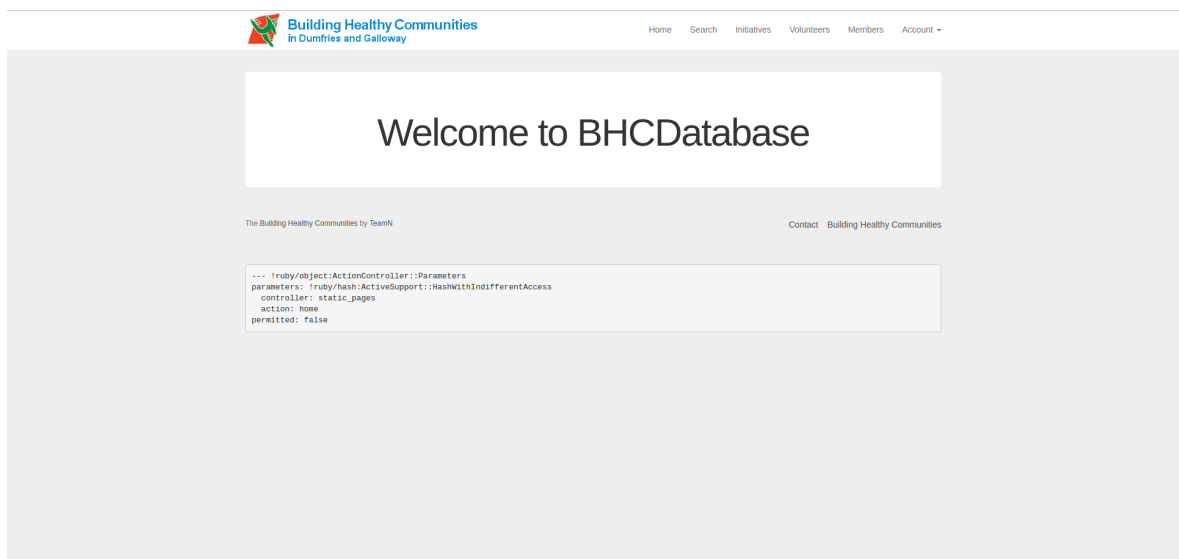 Building Healthy Communities
in Dumfries and Galloway
Home Search Initiatives Volunteers Members Account
Welcome to BHCDatabase
The Building Healthy Communities by TeamN
Contact Building Healthy Communities
--- !ruby/object:ActionController::Parameters
parameters: !ruby/hash:ActiveSupport::HashWithIndifferentAccess
  controller: static_pages
  action: home
permitted: false